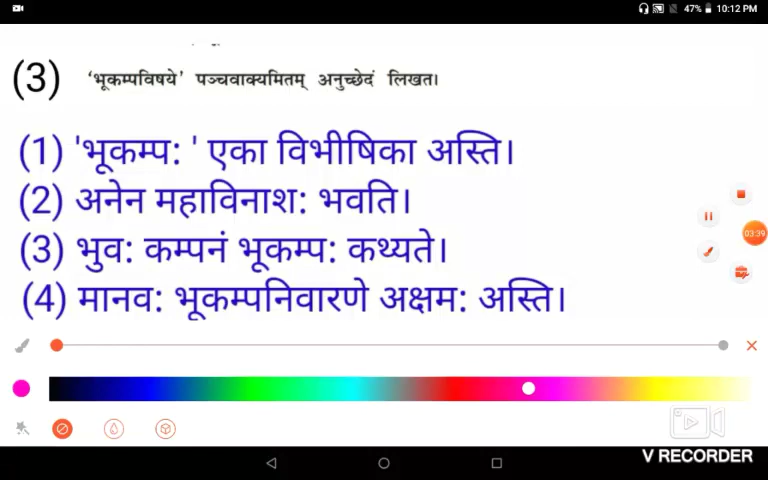 47% 10:12 PM
(3) 'भूकम्पविषये' पञ्चवाक्यमितम् अनुच्छेदं लिखत।
(1) 'भूकम्प: ' एका विभीषिका अस्ति।
(2) अनेन महाविनाश: भवति।
(3) भुव: कम्पनं भूकम्प: कथ्यते।
(4) मानव: भूकम्पनिवारणे अक्षम: अस्ति।
03:39
V RECORDER